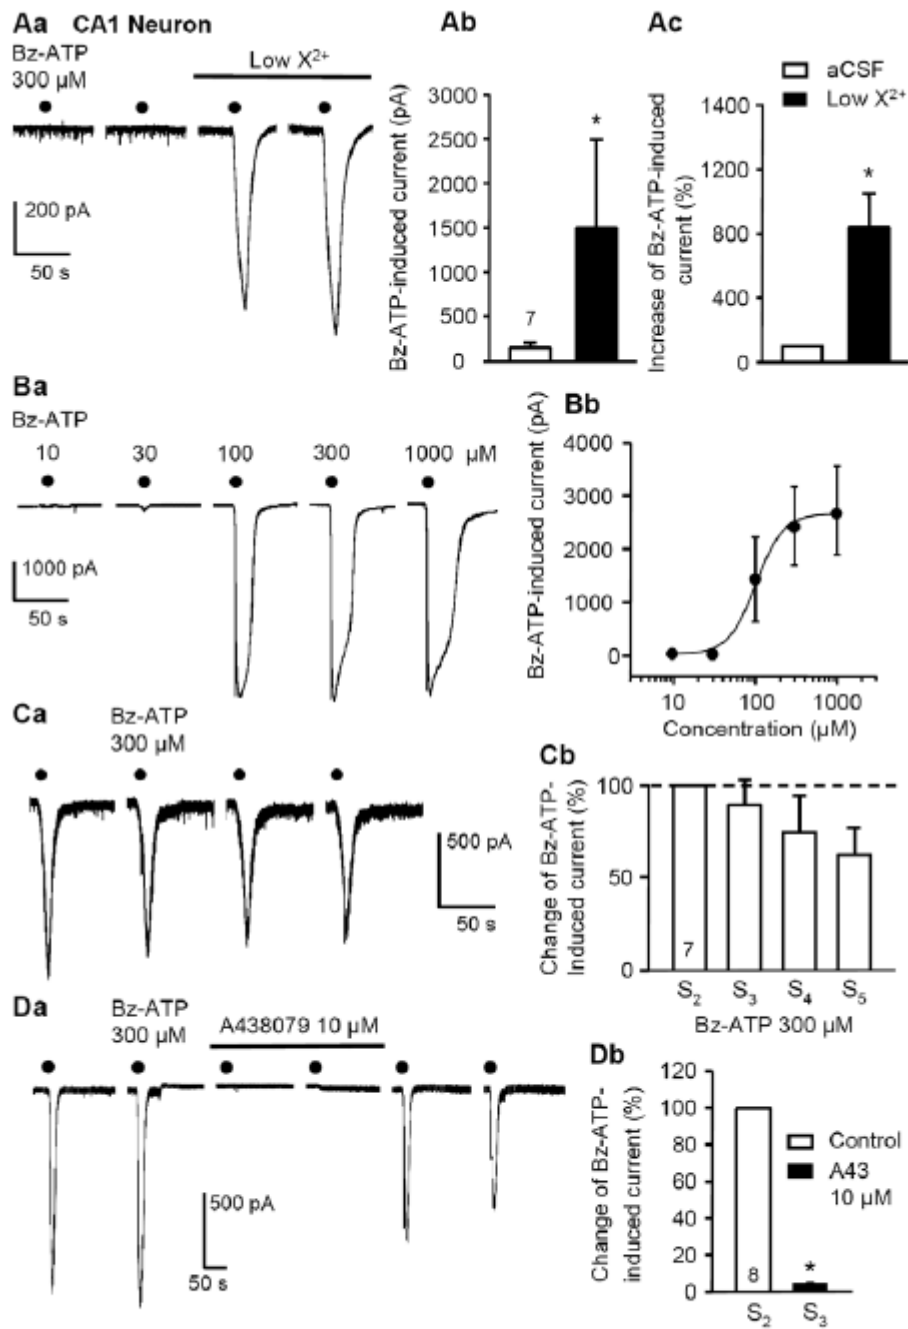 Aa CA1 Neuron
Bz-ATP
300 µM
Low X²⁺
200 pA
50 s
Ab
Bz-ATP-induced current (pA)
3000
2500
2000
1500
1000
500
0
7
*
Ac
aCSF
Low X²⁺
Increase of Bz-ATP-induced
current (%)
1400
1200
800
400
0
*
Ba
Bz-ATP
10 30 100 300 1000 µM
1000 pA
50 s
Bb
Bz-ATP-induced current (pA)
4000
3000
2000
1000
0
10 100 1000
Concentration (µM)
Ca
Bz-ATP
300 µM
500 pA
50 s
Cb
Change of Bz-ATP-
Induced current (%)
100
50
0
7
S₂ S₃ S₄ S₅
Bz-ATP 300 µM
Da
Bz-ATP
300 µM
A438079 10 µM
500 pA
50 s
Db
Change of Bz-ATP-
induced current (%)
120
100
80
60
40
20
0
8
*
S₂ S₃
Control
A43
10 µM